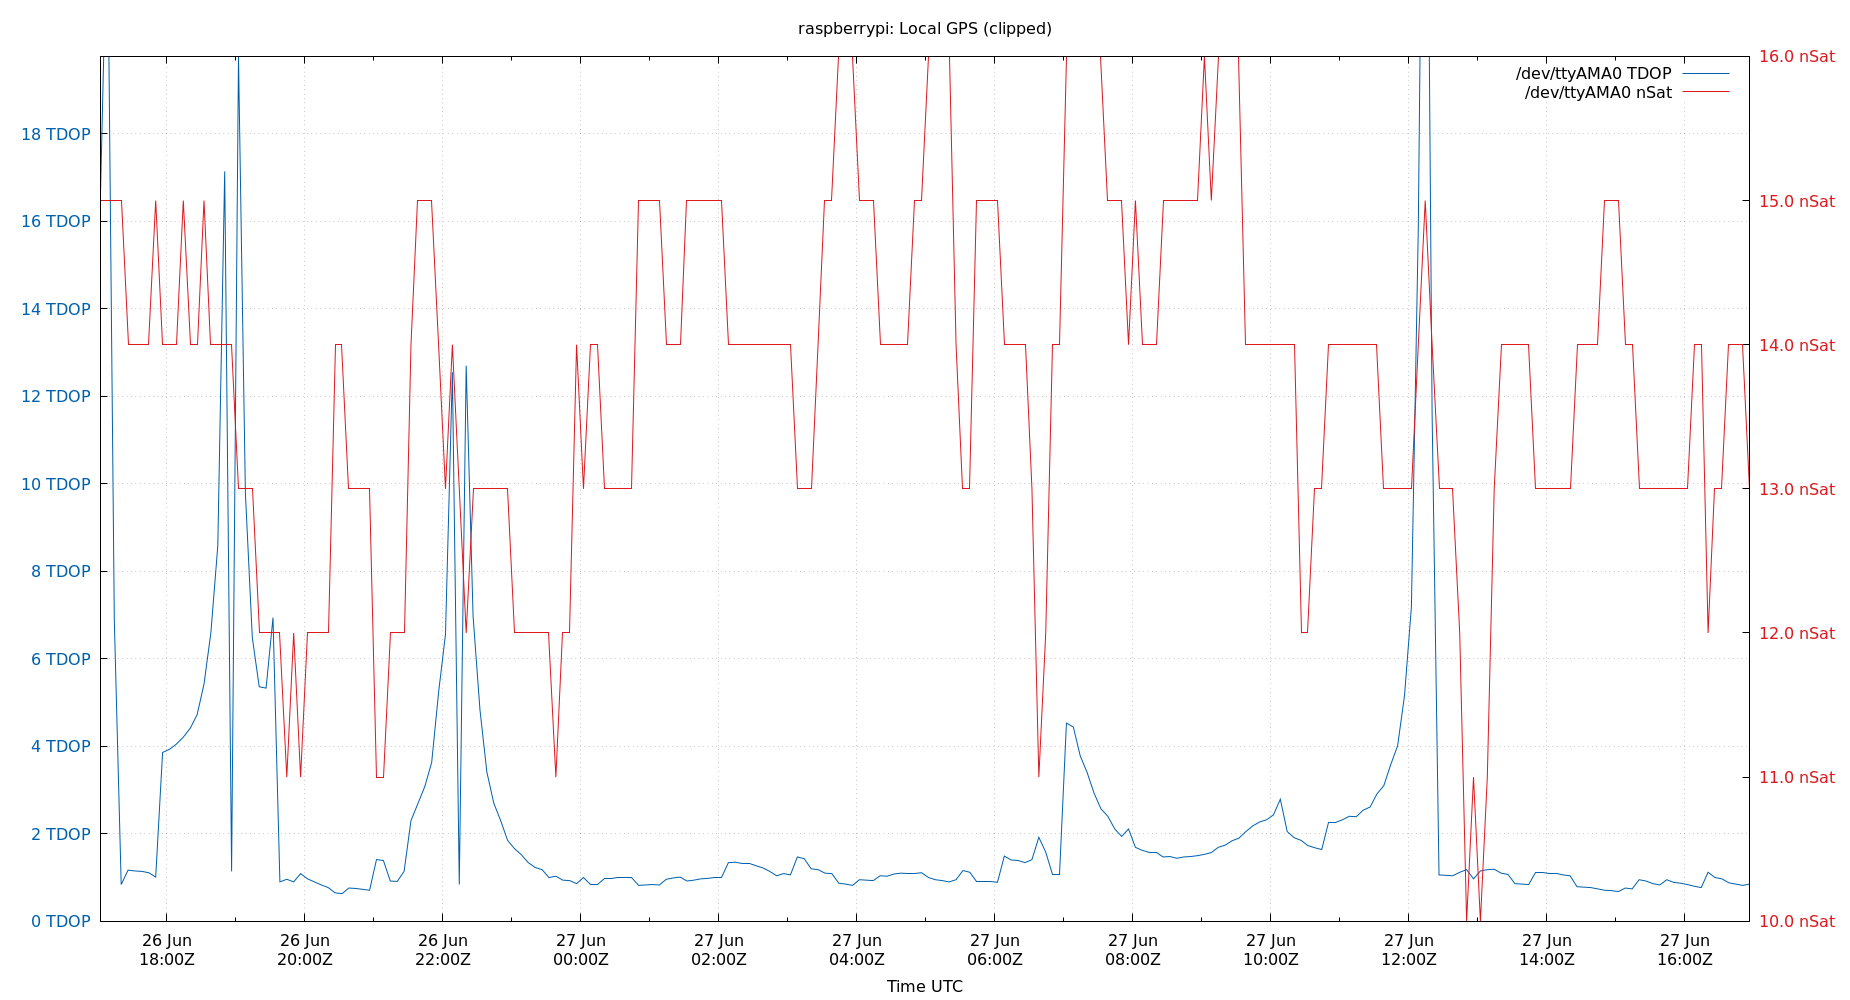 raspberrypi: Local GPS (clipped)
/dev/ttyAMA0 TDOP
/dev/ttyAMA0 nSat
18 TDOP
16 TDOP
14 TDOP
12 TDOP
10 TDOP
8 TDOP
6 TDOP
4 TDOP
2 TDOP
0 TDOP
16.0 nSat
15.0 nSat
14.0 nSat
13.0 nSat
12.0 nSat
11.0 nSat
10.0 nSat
26 Jun 26 Jun 26 Jun 27 Jun 27 Jun 27 Jun 27 Jun 27 Jun 27 Jun 27 Jun 27 Jun 27 Jun
18:00Z 20:00Z 22:00Z 00:00Z 02:00Z 04:00Z 06:00Z 08:00Z 10:00Z 12:00Z 14:00Z 16:00Z
Time UTC